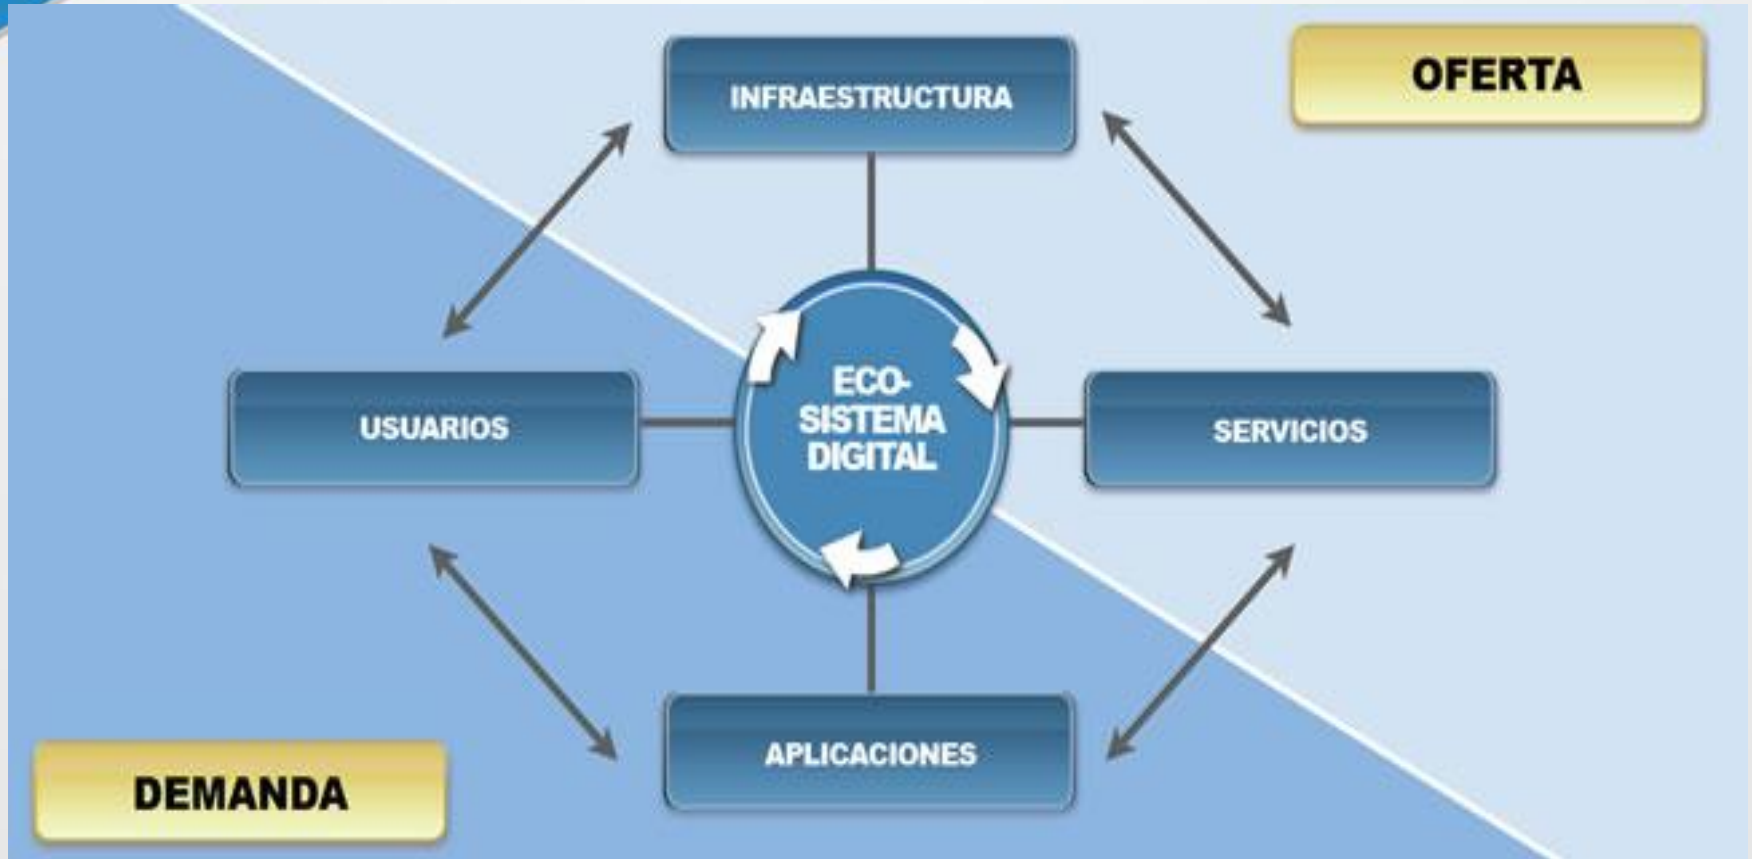 OFERTA
INFRAESTRUCTURA
ECO-
SISTEMA
DIGITAL
USUARIOS
SERVICIOS
APLICACIONES
DEMANDA